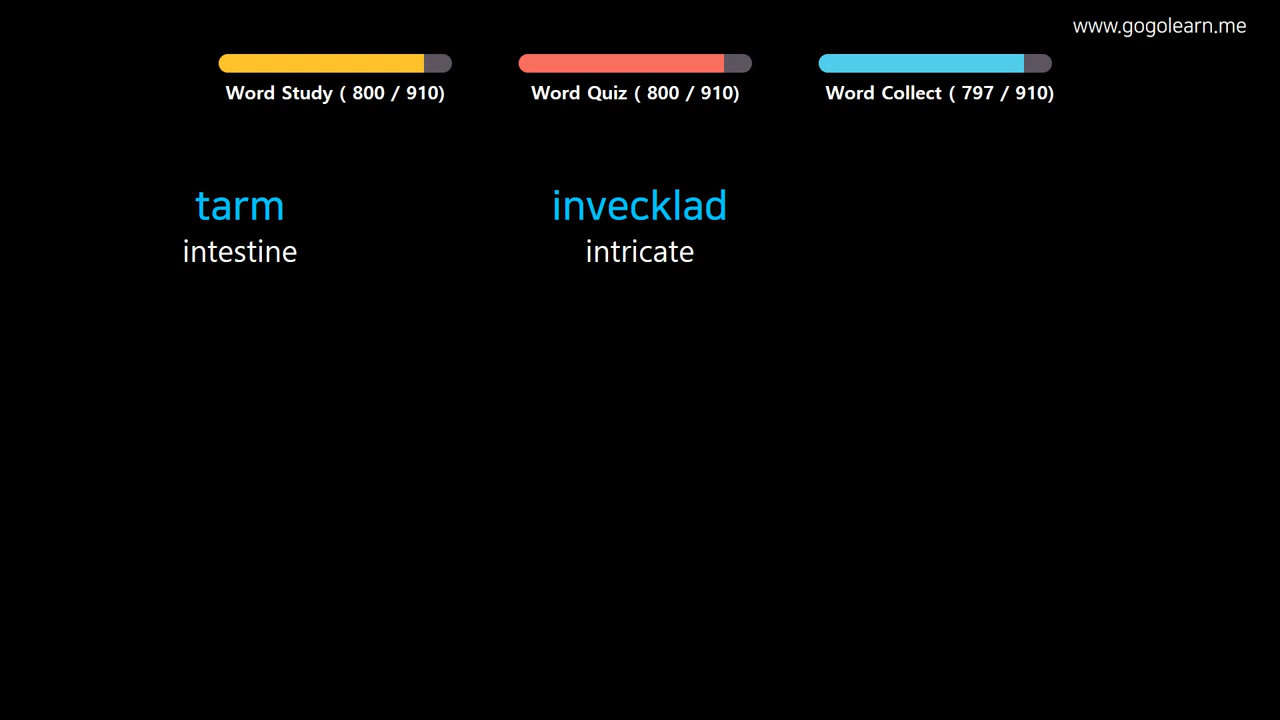 www.gogolearn.me
Word Study ( 800 / 910)
Word Quiz ( 800 / 910)
Word Collect ( 797 / 910)
tarm
intestine
invecklad
intricate